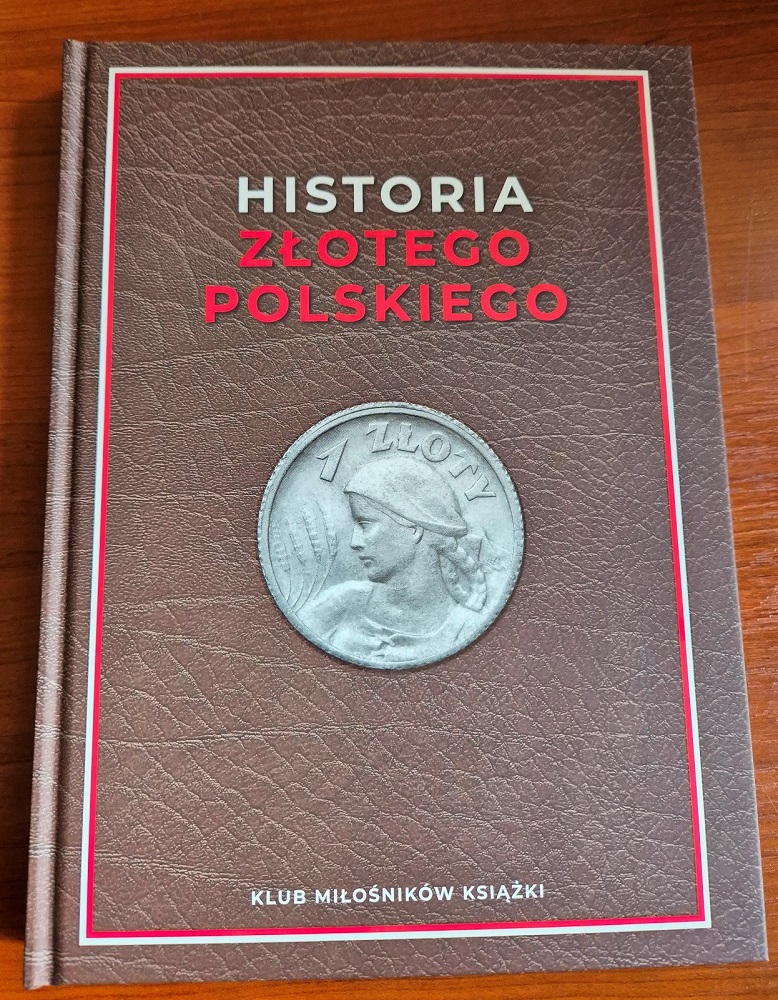 HISTORIA
ZŁOTEGO
POLSKIEGO
1 ZŁOTY
KLUB MIŁOŚNIKÓW KSIĄŻKI